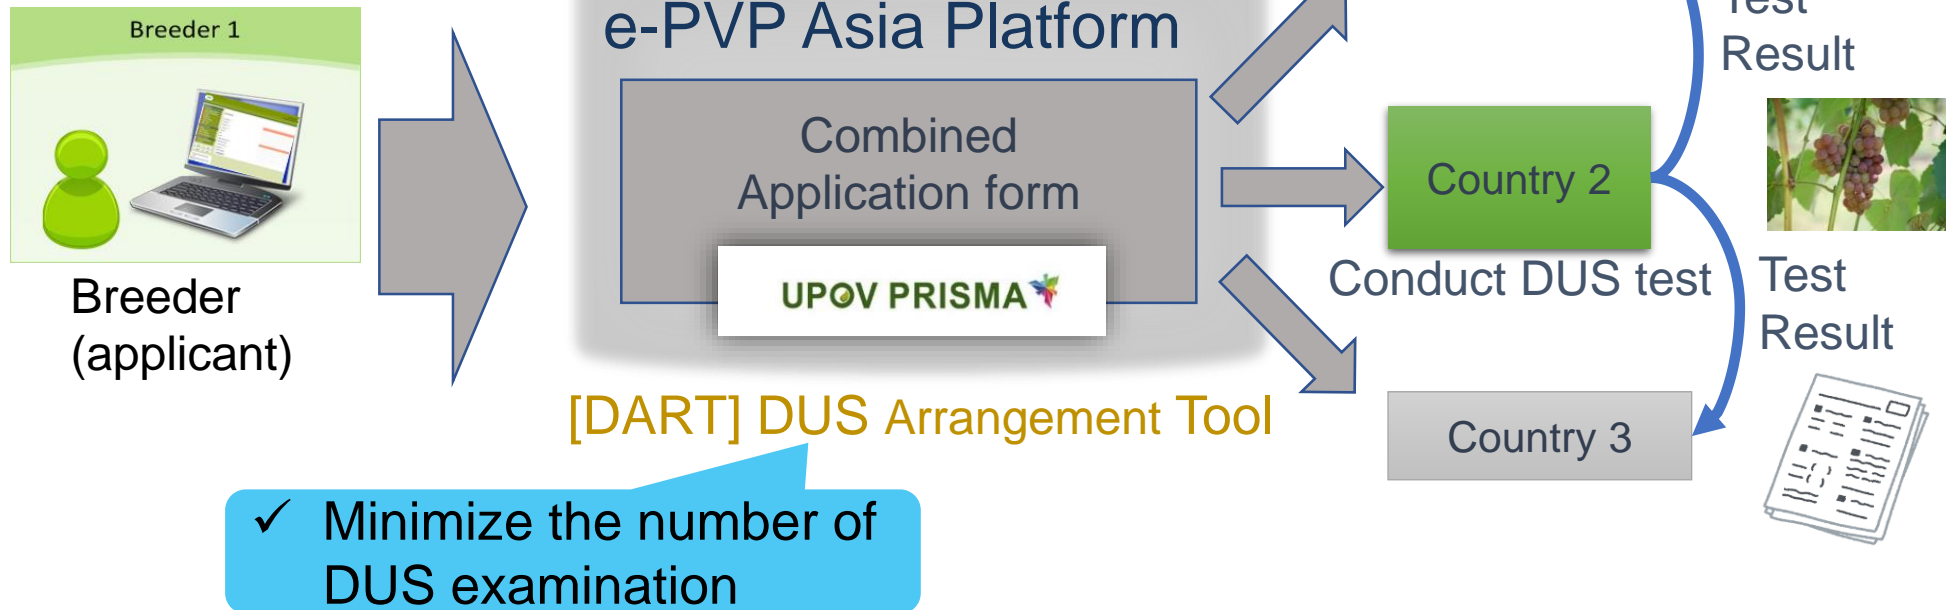 Breeder 1
Breeder
(applicant)
e-PVP Asia Platform
Combined
Application form
UPOV PRISMA
[DART] DUS Arrangement Tool
✓ Minimize the number of
DUS examination
Test
Result
Country 2
Conduct DUS test
Test
Result
Country 3